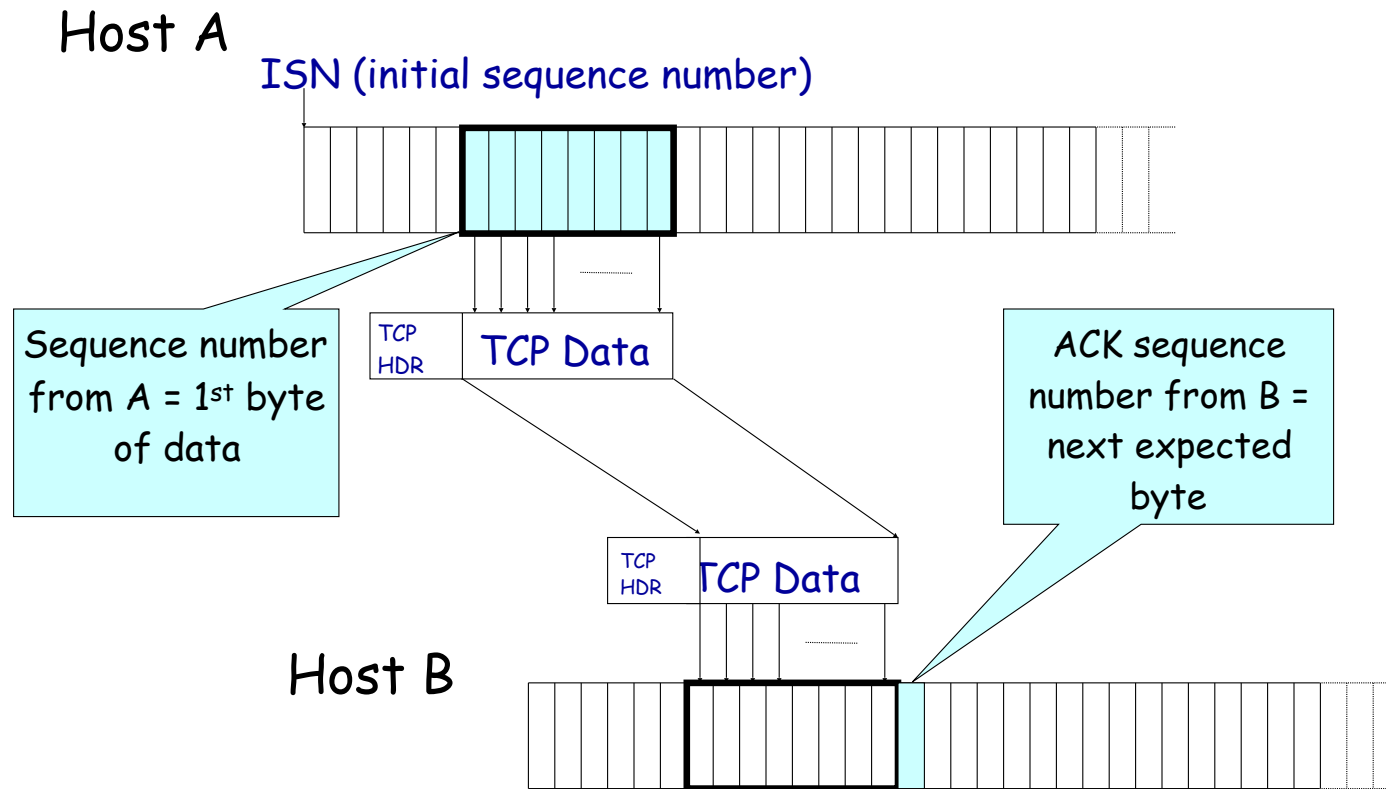 Host A
ISN (initial sequence number)
Sequence number
from A = 1st byte
of data
TCP
HDR
TCP Data
ACK sequence
number from B =
next expected
byte
TCP
HDR
TCP Data
Host B